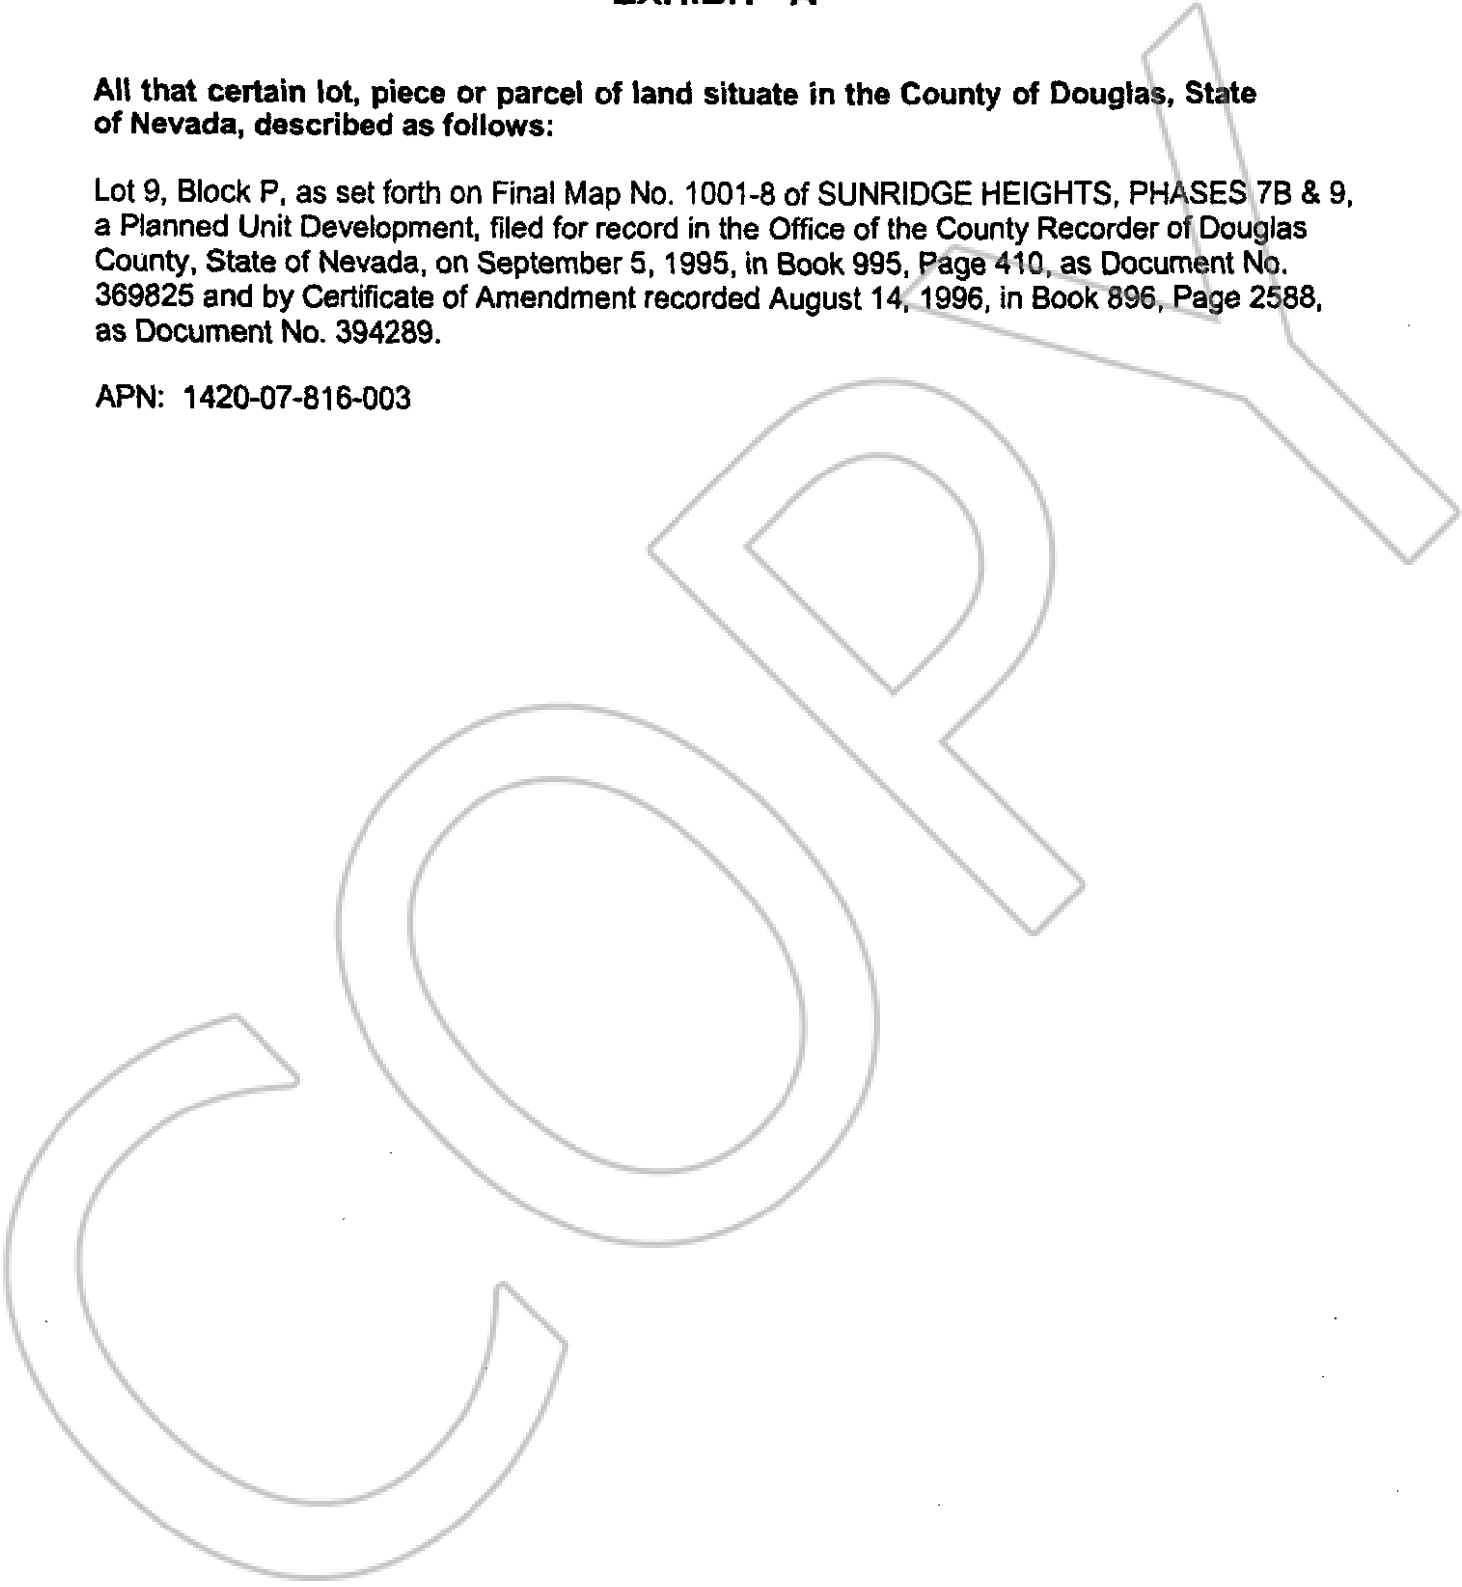 All that certain lot, piece or parcel of land situate in the County of Douglas, State
of Nevada, described as follows:
Lot 9, Block P, as set forth on Final Map No. 1001-8 of SUNRIDGE HEIGHTS, PHASES 7B & 9,
a Planned Unit Development, filed for record in the Office of the County Recorder of Douglas
County, State of Nevada, on September 5, 1995, in Book 995, Page 410, as Document No.
369825 and by Certificate of Amendment recorded August 14, 1996, in Book 896, Page 2588,
as Document No. 394289.
APN: 1420-07-816-003
COPY